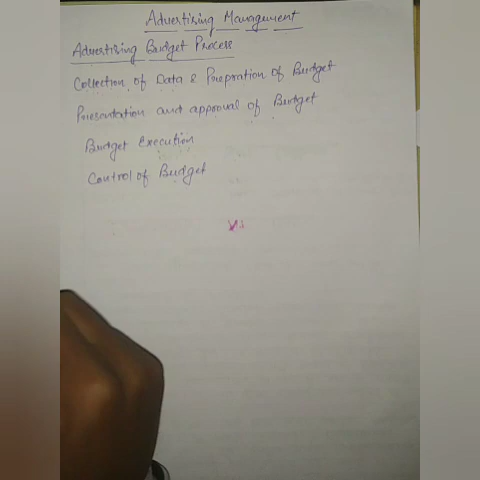 Advertising Management
Advertising Budget Process
Collection of Data & Prepration of Budget
Presentation and approval of Budget
Budget Execution
Control of Budget